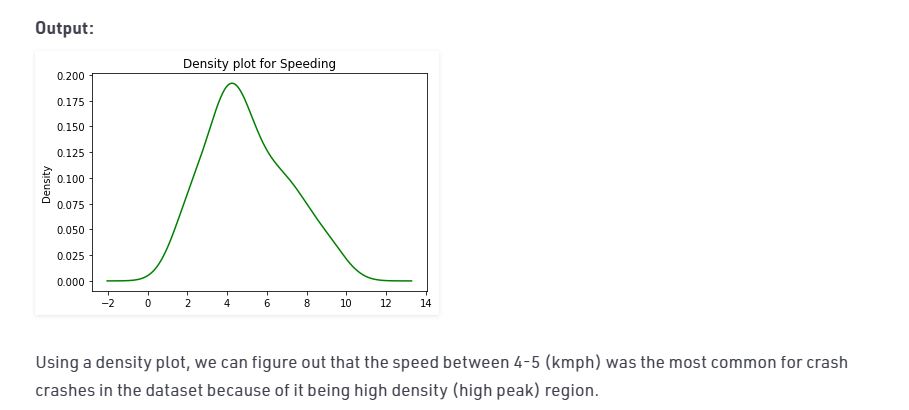 Output:
Density plot for Speeding
0.200
0.175
0.150
0.125
0.100
0.075
0.050
0.025
0.000
Density
−2 0 2 4 6 8 10 12 14
Using a density plot, we can figure out that the speed between 4-5 (kmph) was the most common for crash
crashes in the dataset because of it being high density (high peak) region.